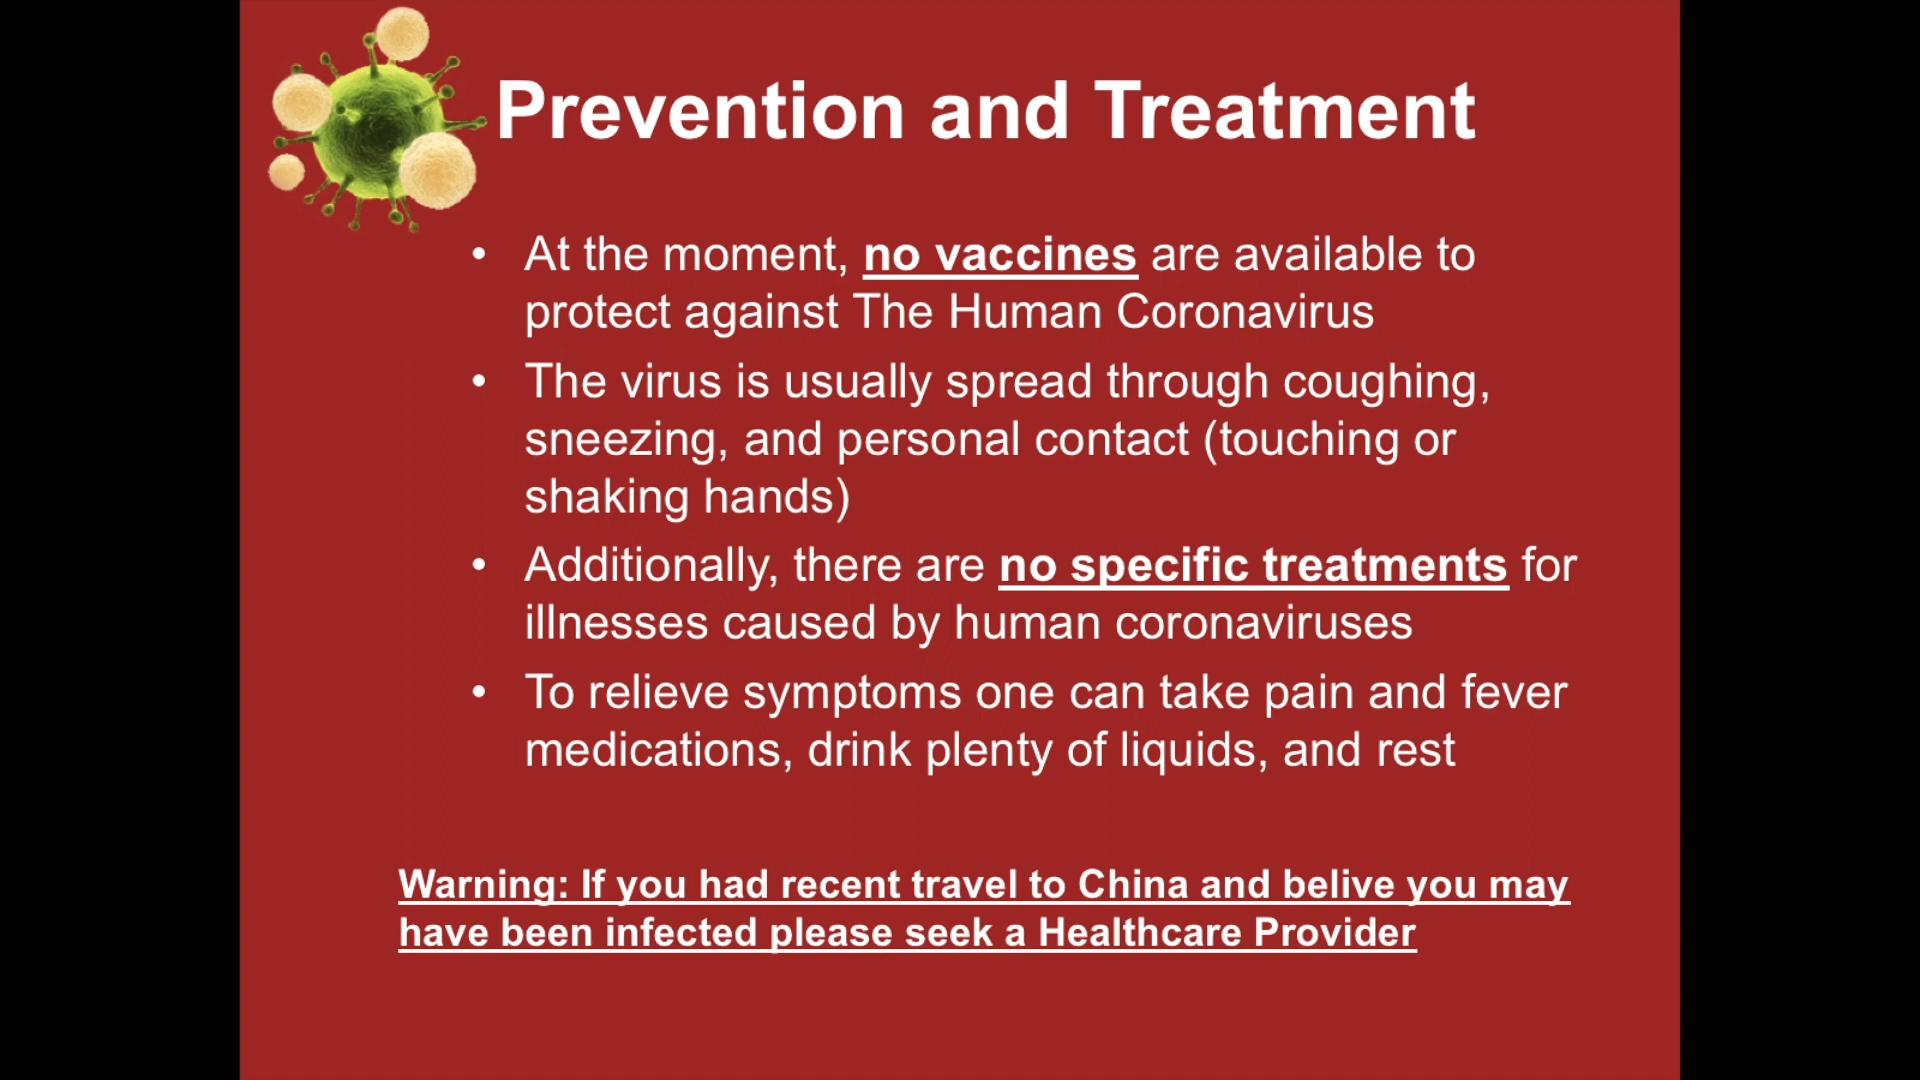 Prevention and Treatment
• At the moment, no vaccines are available to
protect against The Human Coronavirus
• The virus is usually spread through coughing,
sneezing, and personal contact (touching or
shaking hands)
• Additionally, there are no specific treatments for
illnesses caused by human coronaviruses
• To relieve symptoms one can take pain and fever
medications, drink plenty of liquids, and rest
Warning: If you had recent travel to China and belive you may
have been infected please seek a Healthcare Provider